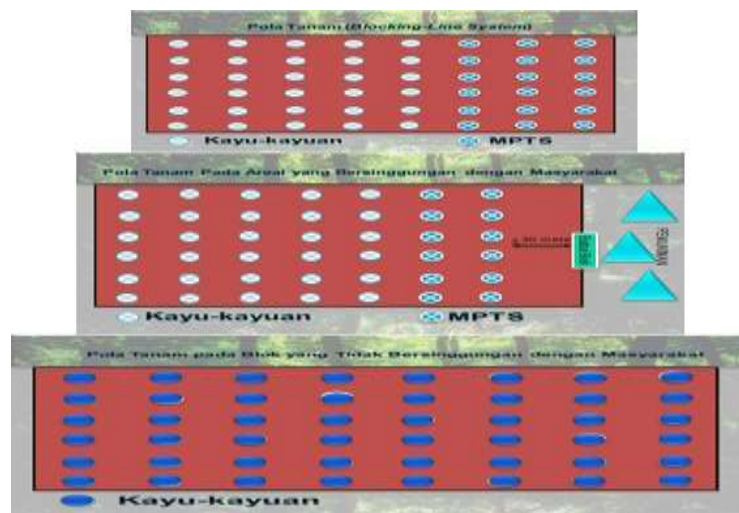 Pola Tanam (Blocking-Line System)
Kayu-kayuan MPTS
Pola Tanam Pada Areal yang Bersinggungan dengan Masyarakat
PEMUKIMAN
Kayu-kayuan MPTS
Pola Tanam pada Blok yang Tidak Bersinggungan dengan Masyarakat
Kayu-kayuan